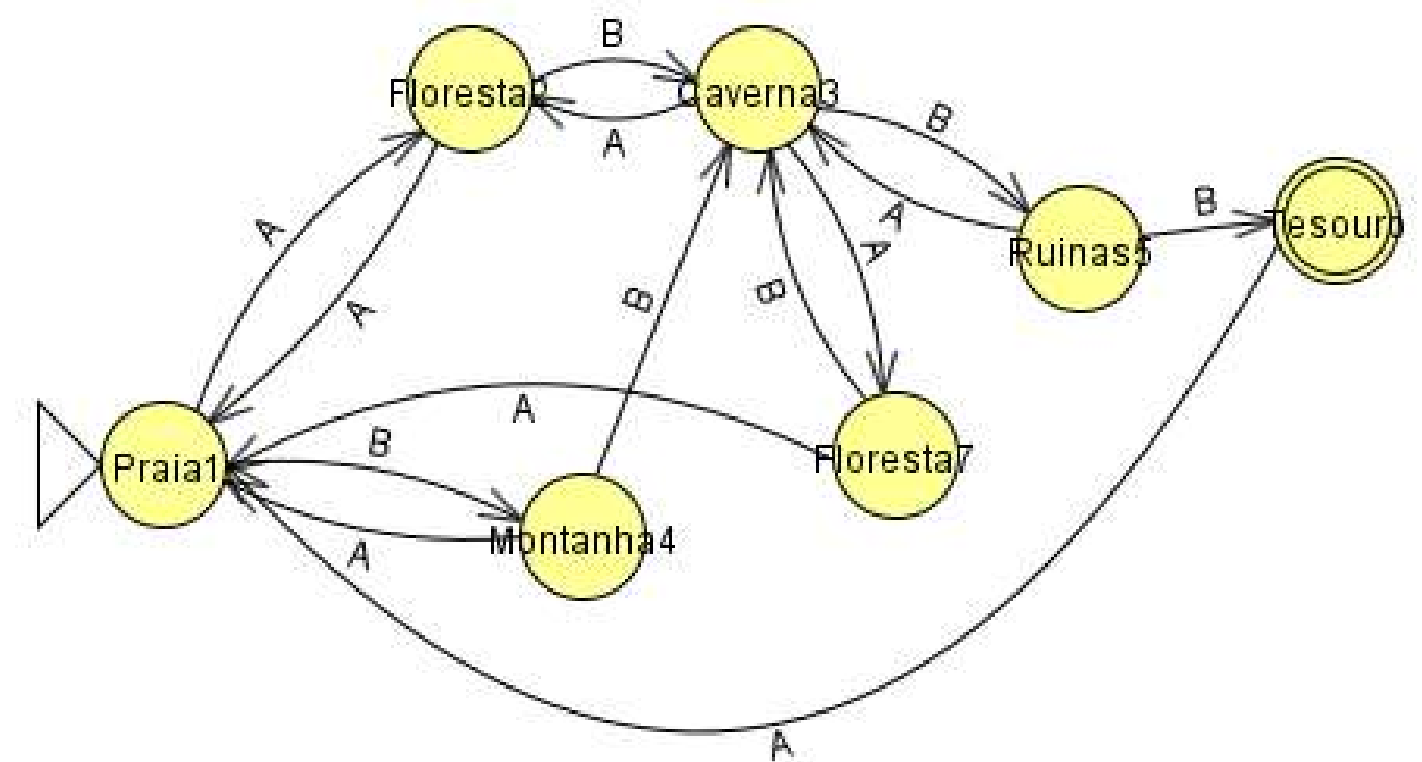 B
Floresta2
Caverna3
A
B
B
Tesouro
A
Ruinas5
A
A
A
B
B
A
B
Praia1
Floresta7
A
Montanha4
A